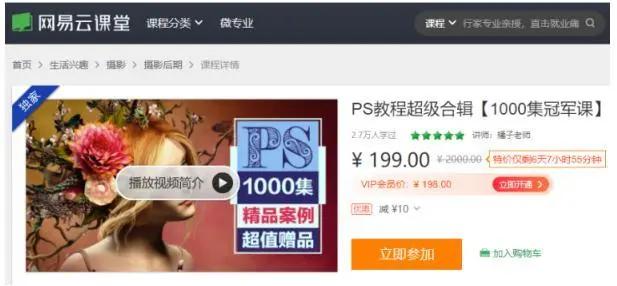 网易云课堂 课程分类 微专业 课程 行家专业亲授，直击就业痛
首页 > 生活兴趣 > 摄影 > 摄影后期 > 课程详情
独家
PS
1000集
精品案例
超值赠品
播放视频简介
PS教程超级合辑【1000集冠军课】
2.7万人学过 讲师：橘子老师
¥ 199.00 ¥ 2000.00 特价仅剩6天7小时55分钟
VIP会员价：¥ 198.00 立即开通 >
优惠 减 ¥10
立即参加 加入购物车